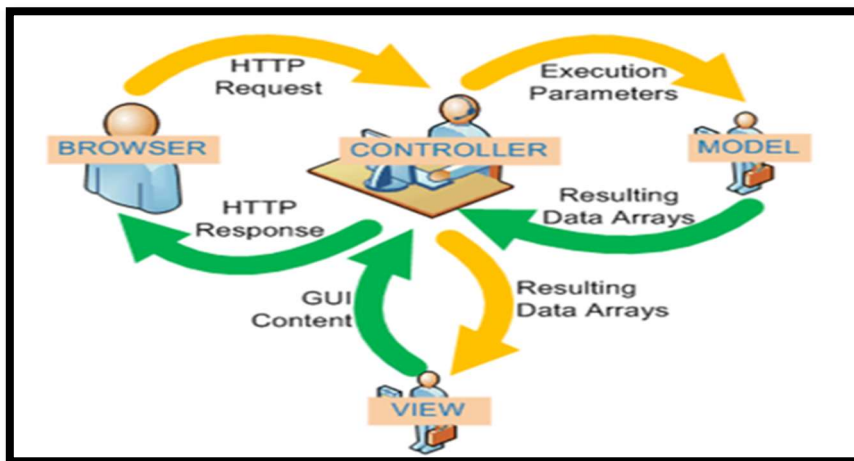 HTTP
Request
Execution
Parameters
BROWSER
CONTROLLER
MODEL
HTTP
Response
Resulting
Data Arrays
GUI
Content
Resulting
Data Arrays
VIEW